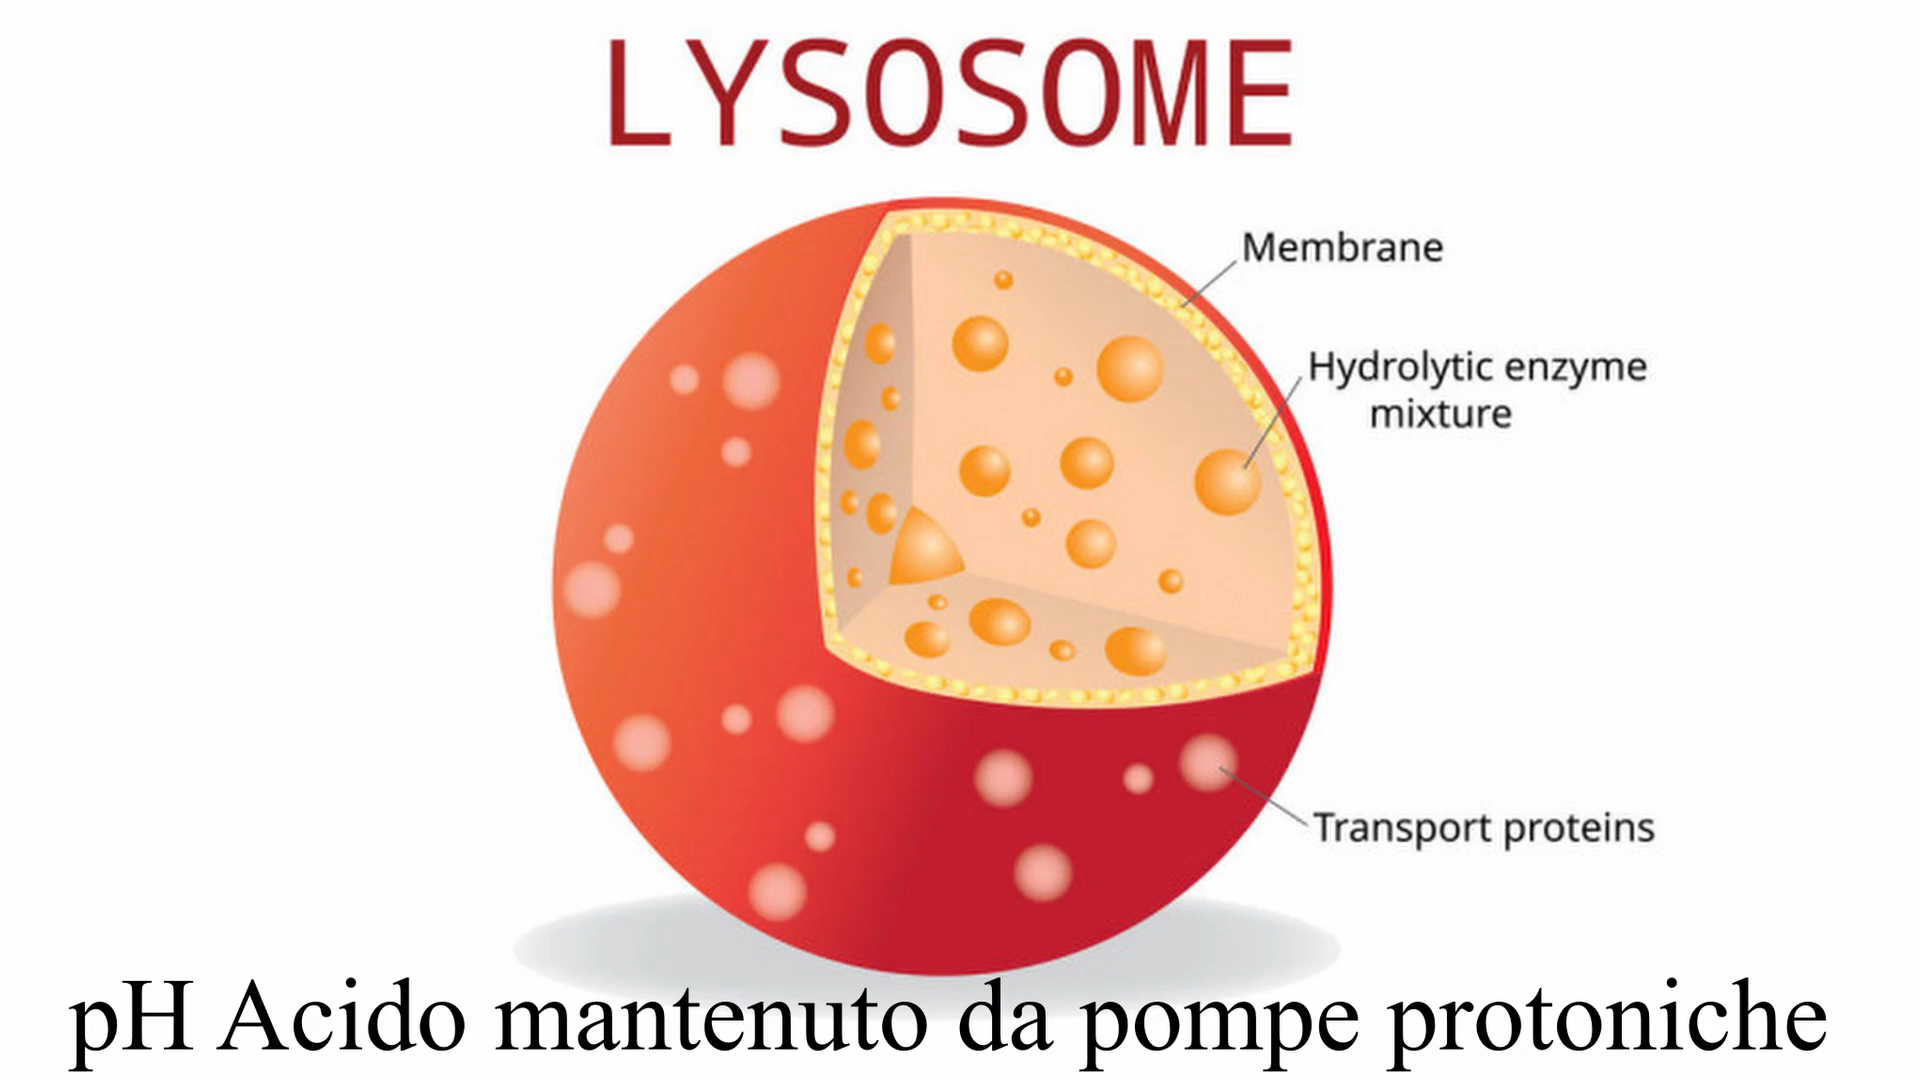 LYSOSOME
Membrane
Hydrolytic enzyme
mixture
Transport proteins
pH Acido mantenuto da pompe protoniche